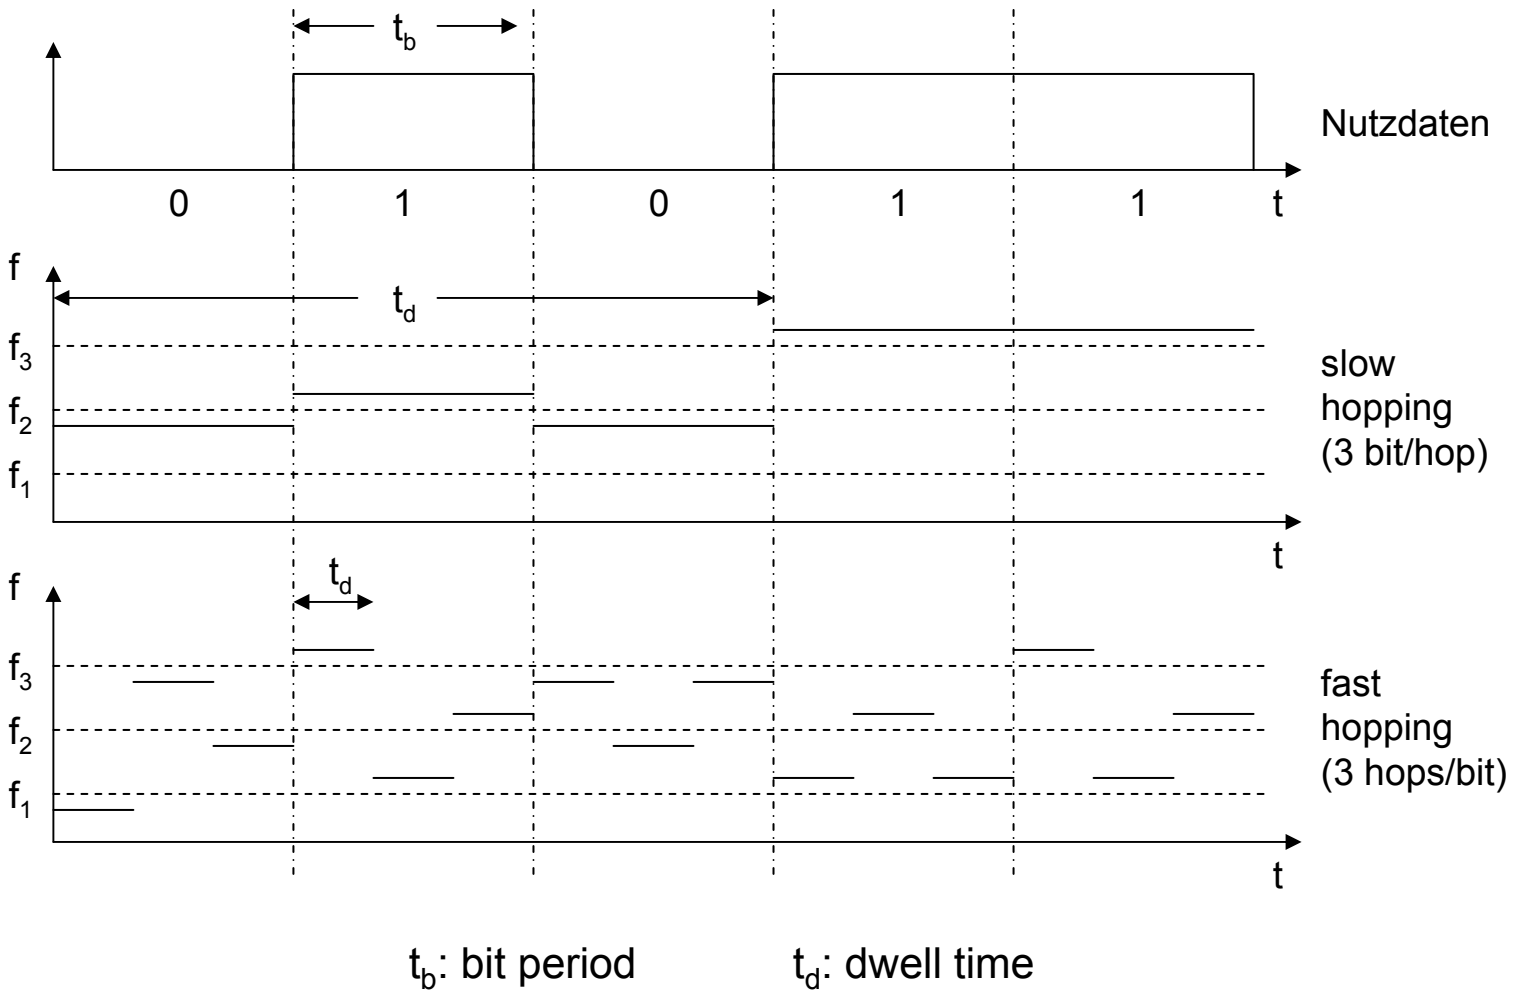 t_b
Nutzdaten
0 1 0 1 1 t
f
t_d
f_3
f_2
f_1
slow
hopping
(3 bit/hop)
t
t_d
f
f_3
f_2
f_1
fast
hopping
(3 hops/bit)
t
t_b: bit period t_d: dwell time